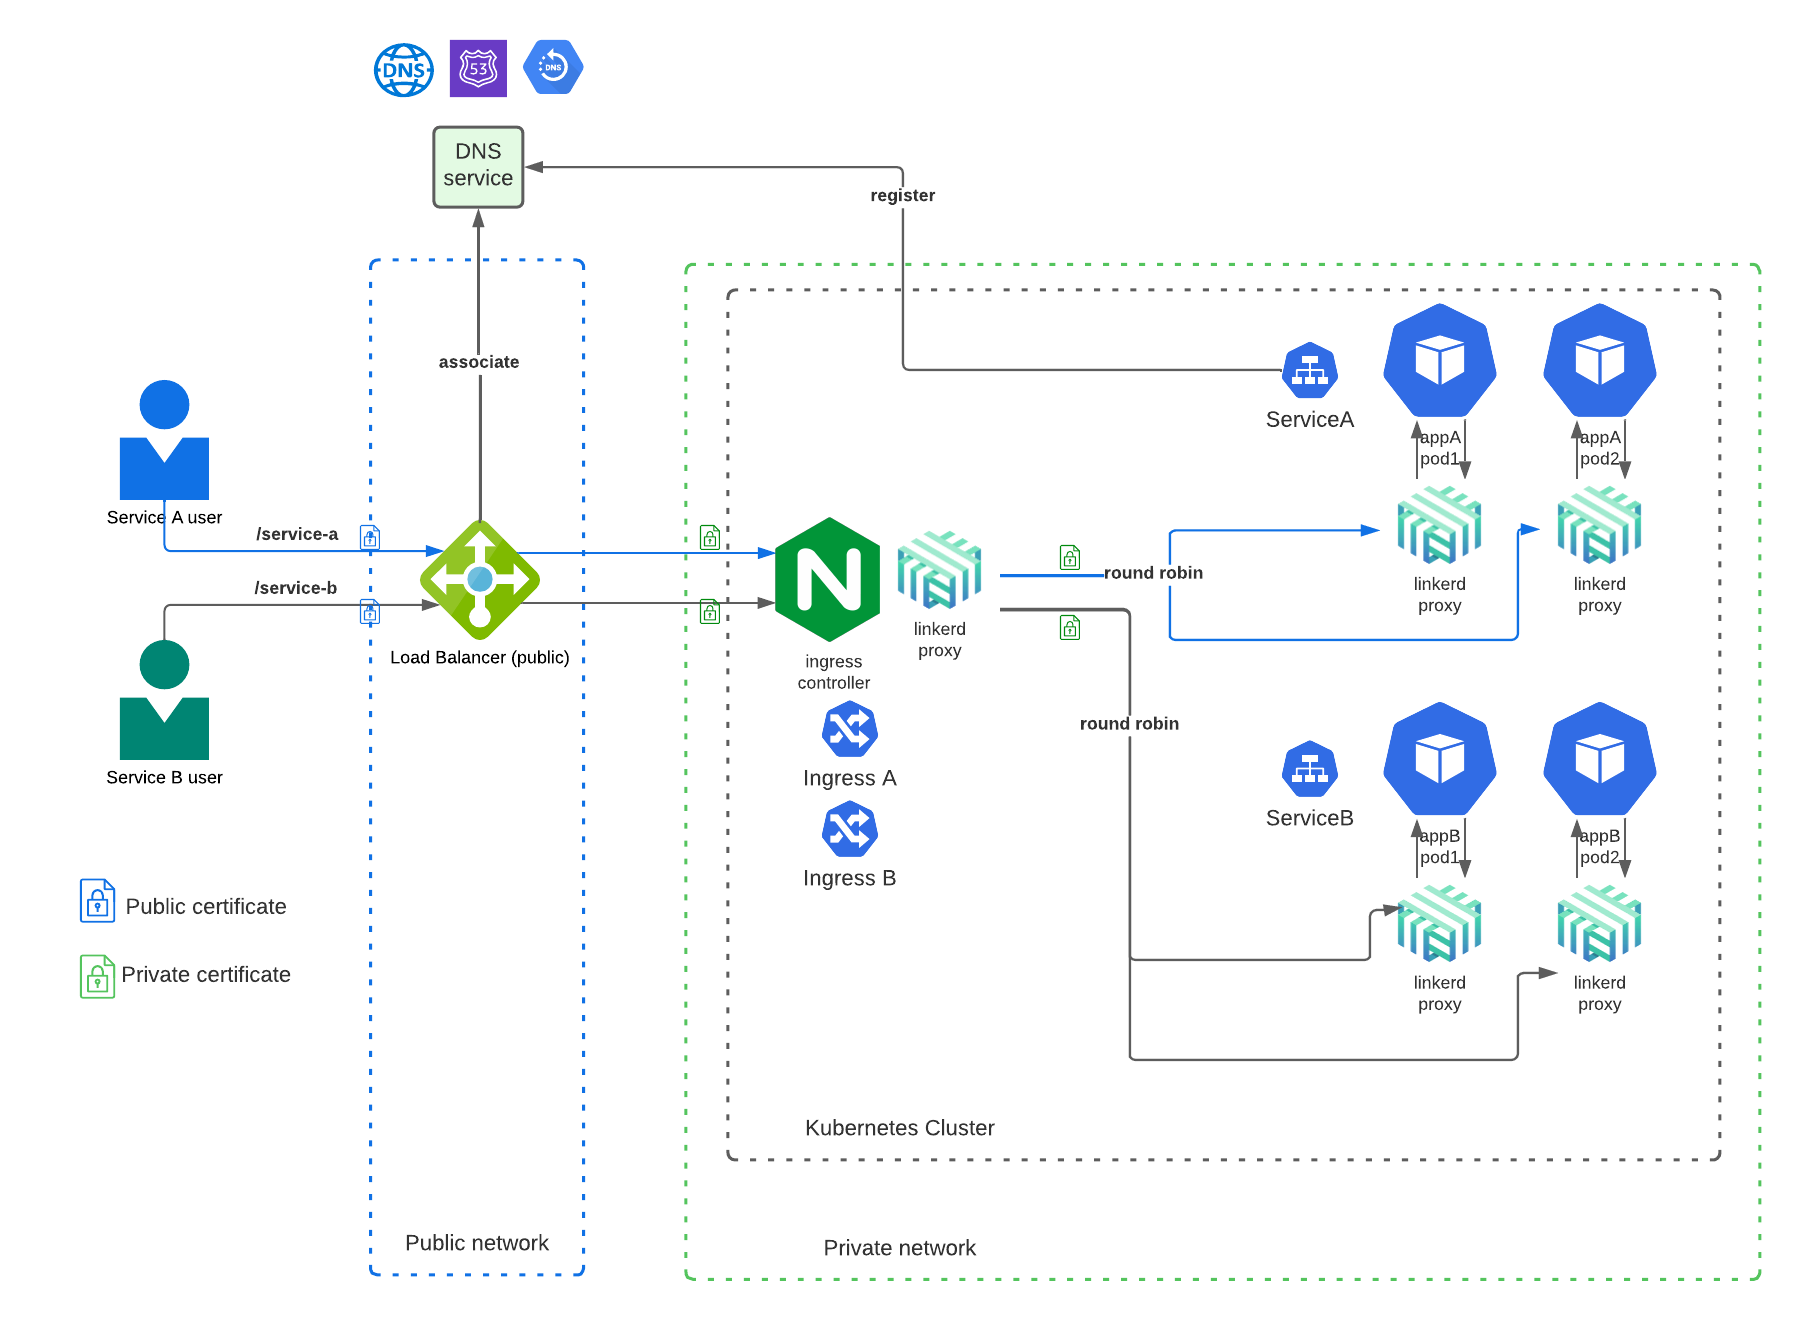 DNS
53
DNS
DNS
service
register
associate
Service A user
/service-a
/service-b
Service B user
Load Balancer (public)
ingress
controller
linkerd
proxy
Ingress A
Ingress B
round robin
round robin
ServiceA
appA
pod1
appA
pod2
linkerd
proxy
linkerd
proxy
ServiceB
appB
pod1
appB
pod2
linkerd
proxy
linkerd
proxy
Public certificate
Private certificate
Kubernetes Cluster
Public network
Private network